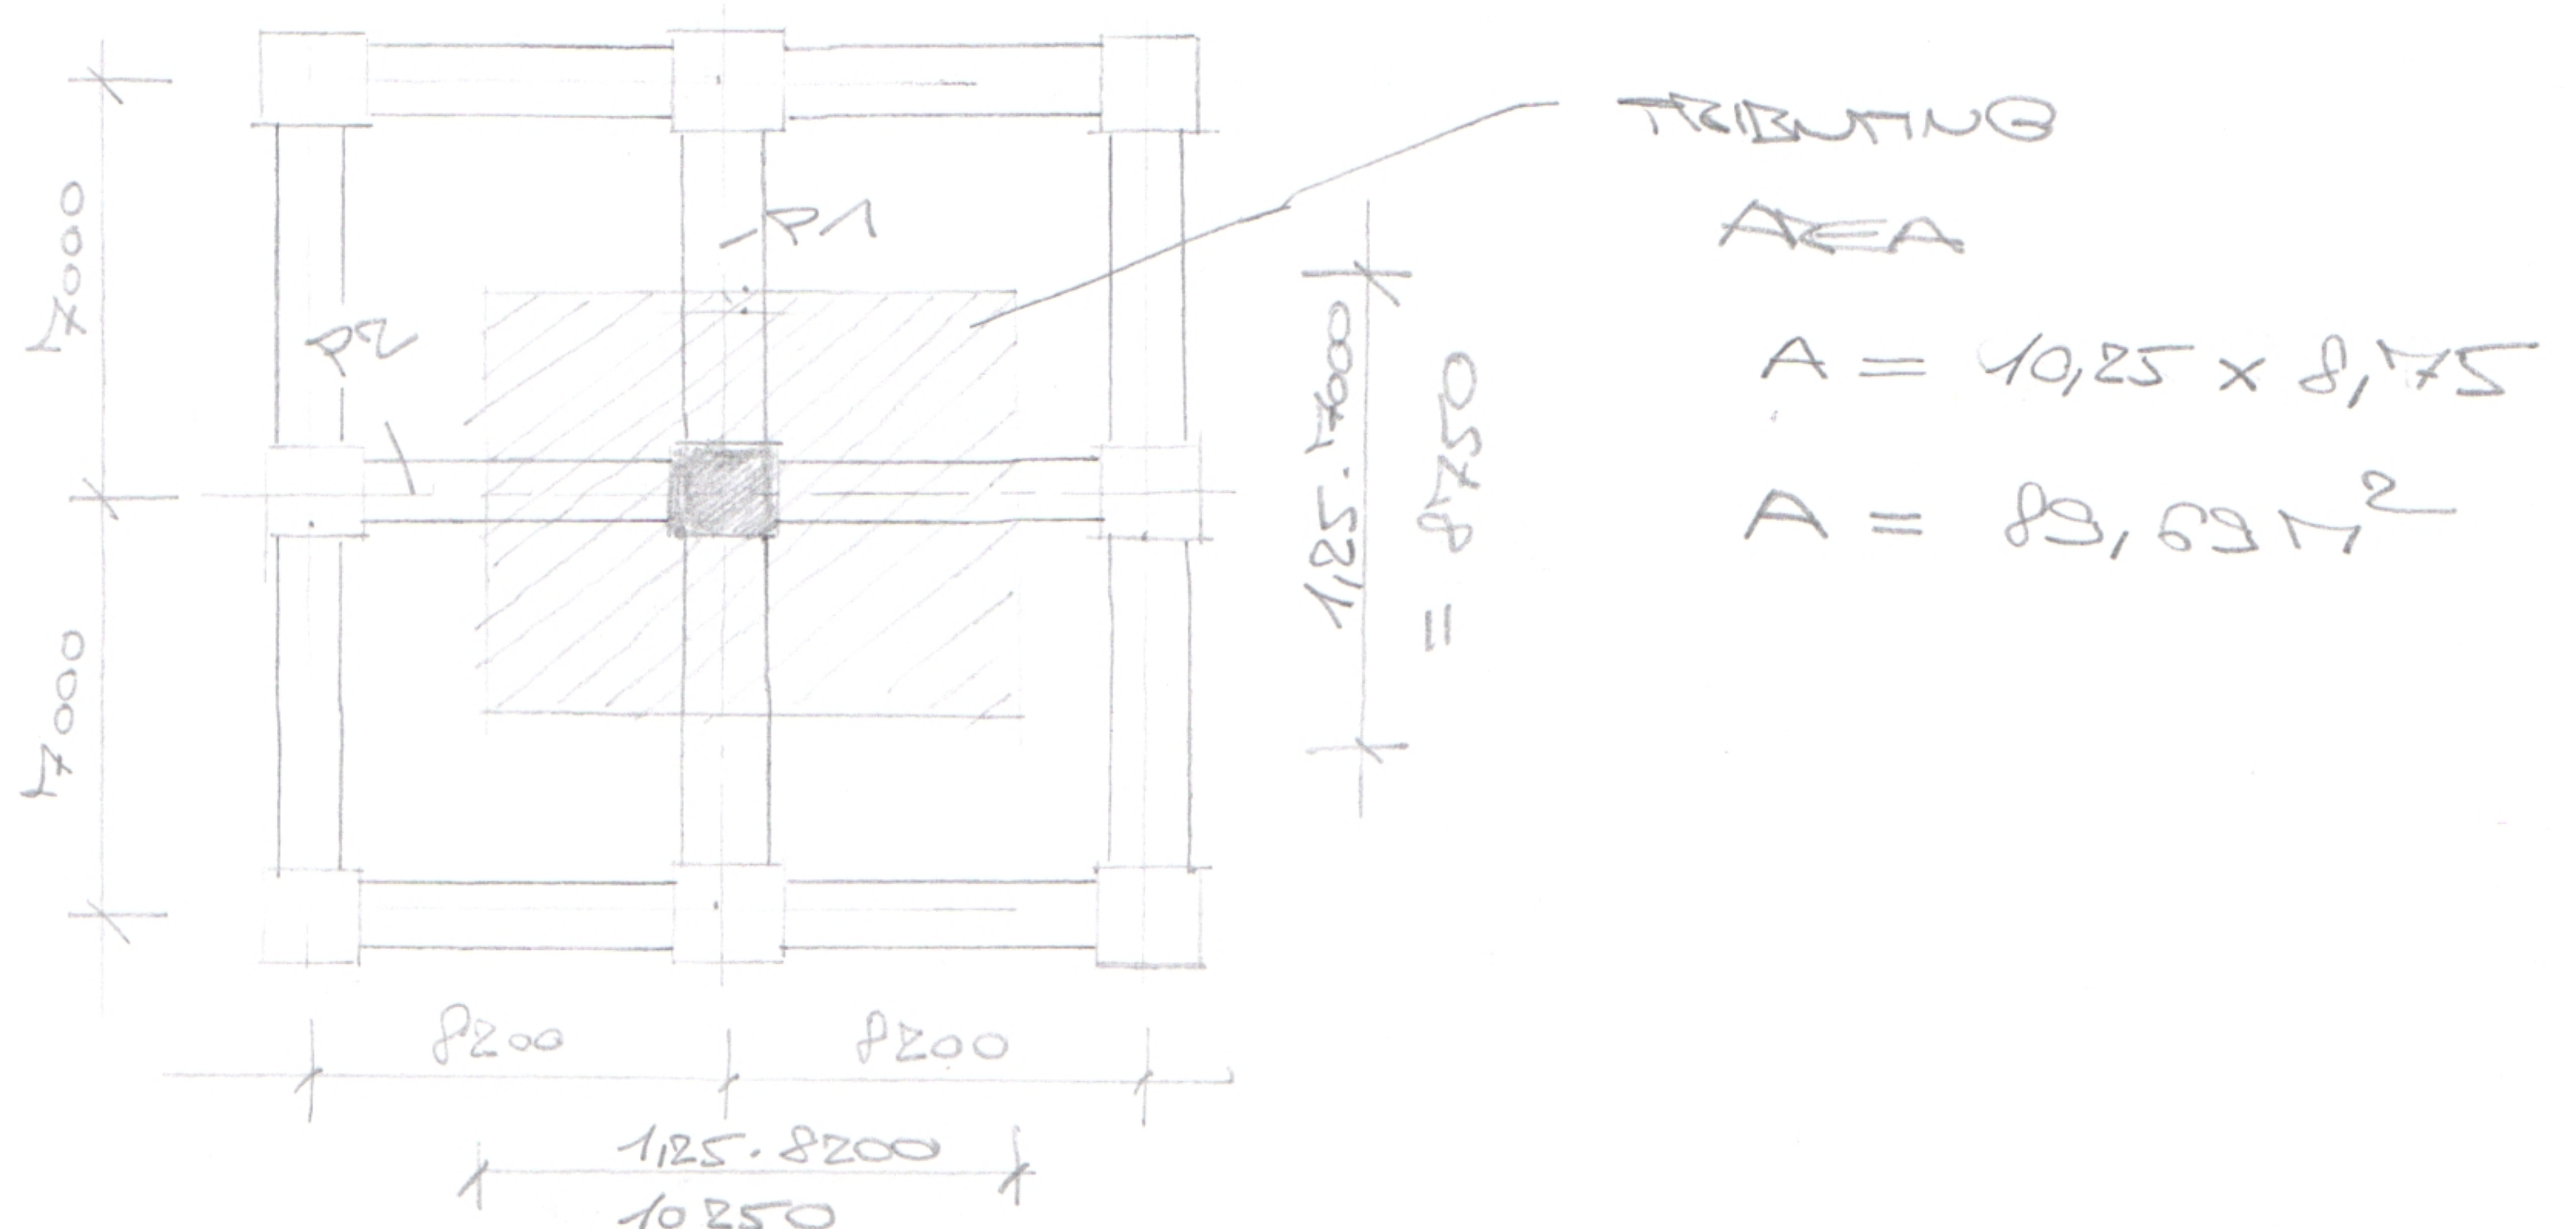 TRIBUTING
AREA
A = 10,25 x 8,75
A = 89,69 M²
P1
P2
7000
7000
1,25.7000
= 8750
8200
8200
1,25.8200
10250